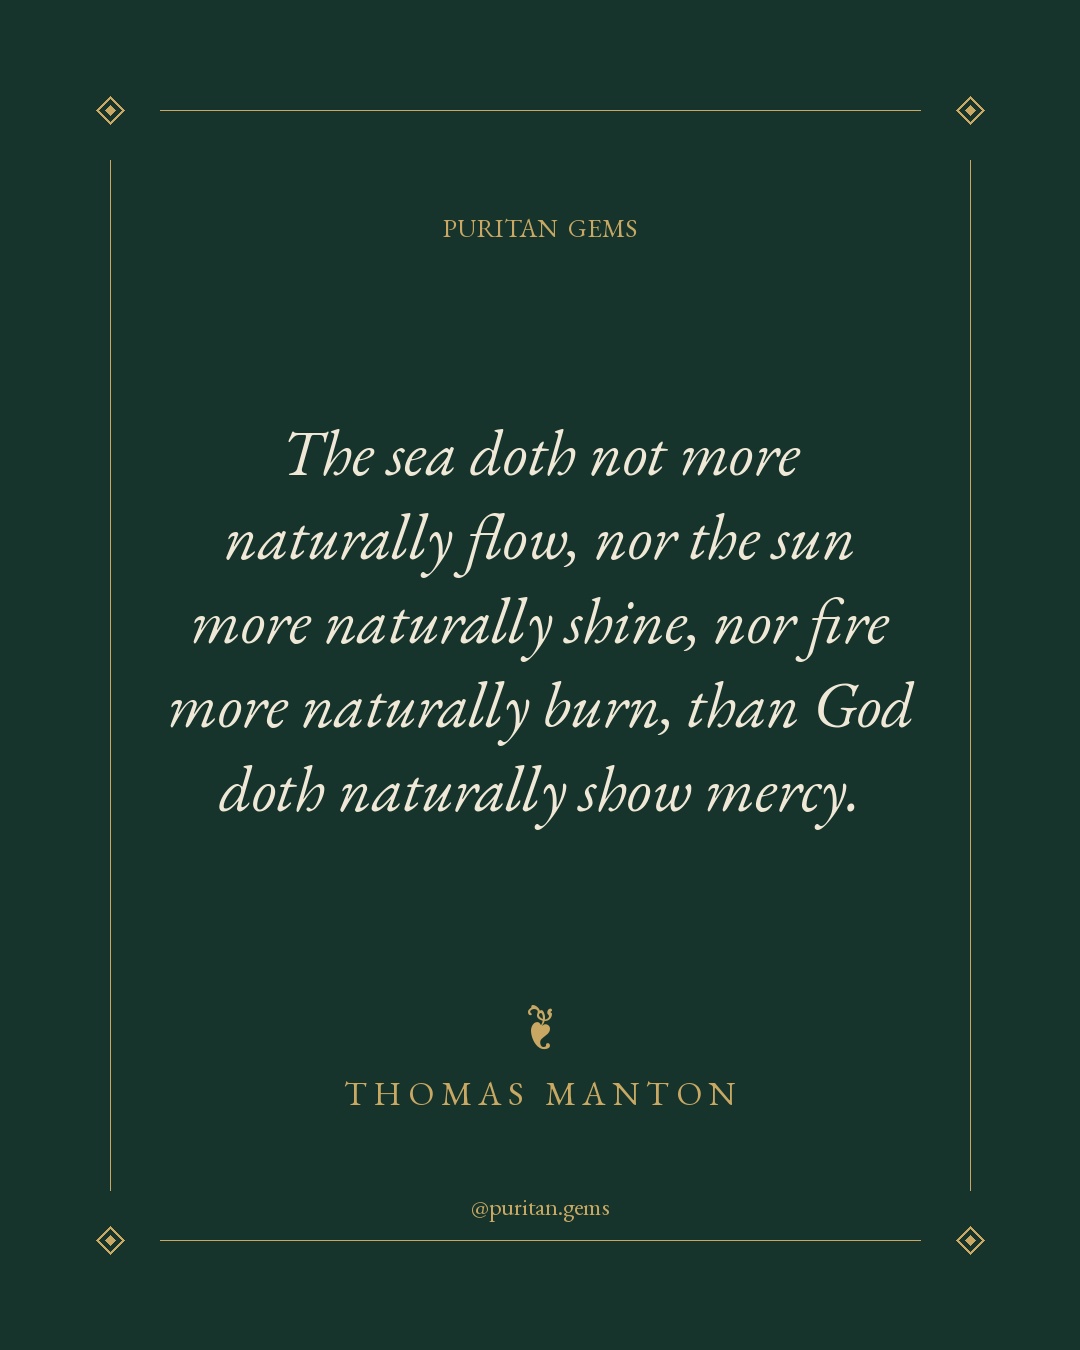 PURITAN GEMS
The sea doth not more
naturally flow, nor the sun
more naturally shine, nor fire
more naturally burn, than God
doth naturally show mercy.
THOMAS MANTON
@puritan.gems